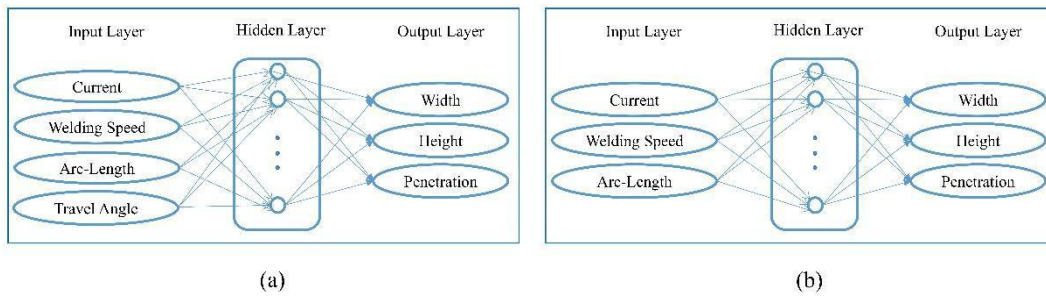 Input Layer Hidden Layer Output Layer
Current
Welding Speed
Arc-Length
Travel Angle
Width
Height
Penetration
(a)
Input Layer Hidden Layer Output Layer
Current
Welding Speed
Arc-Length
Width
Height
Penetration
(b)